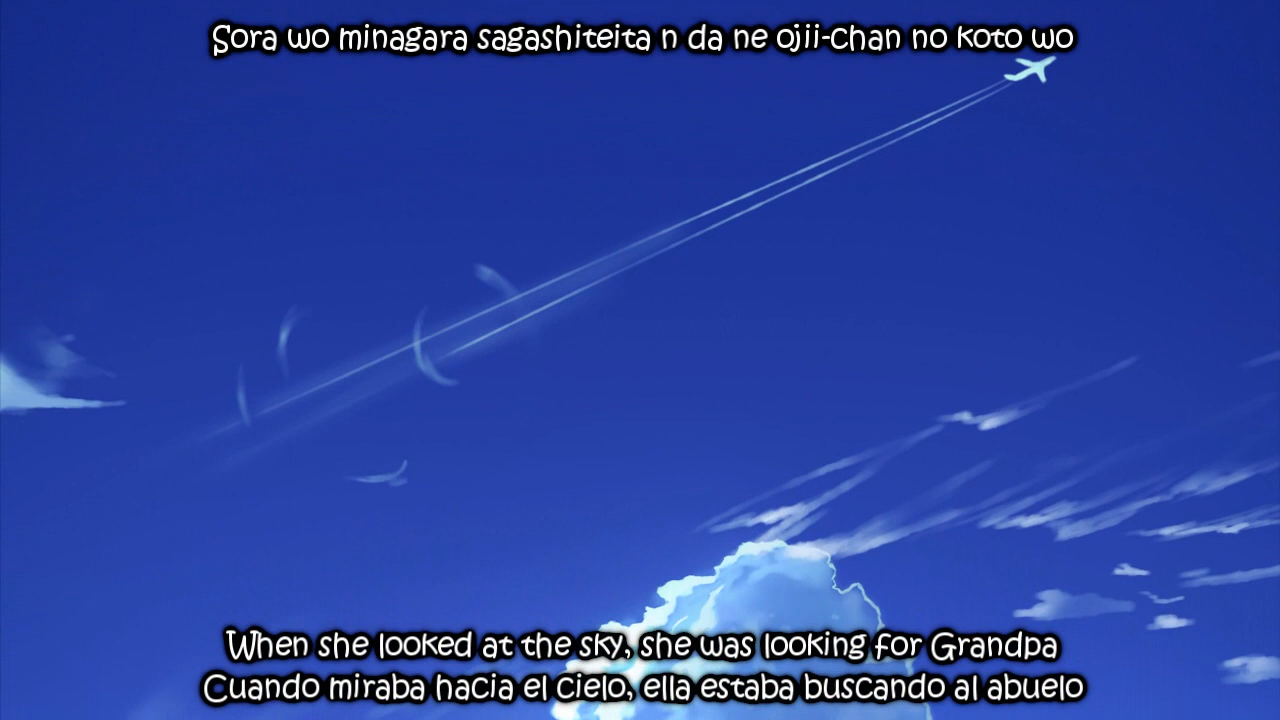 Sora wo minagara sagashiteita n da ne ojii-chan no koto wo
When she looked at the sky, she was looking for Grandpa
Cuando miraba hacia el cielo, ella estaba buscando al abuelo